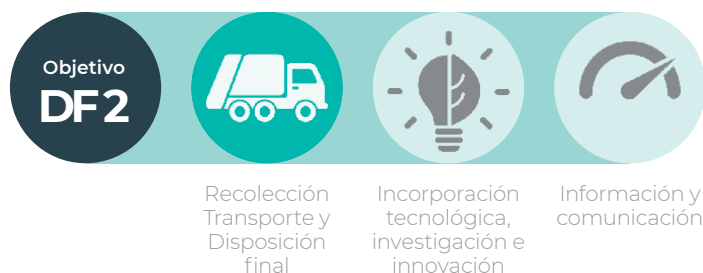 Objetivo
DF2
Recolección
Transporte y
Disposición
final
Incorporación
tecnológica,
investigación e
innovación
Información y
comunicación